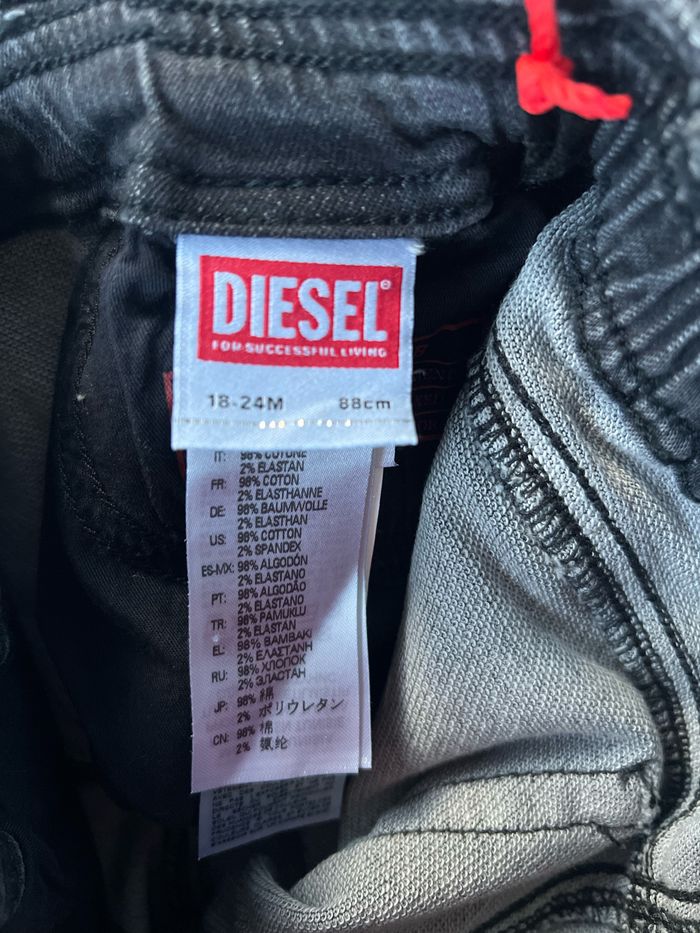 DIESEL®
FOR SUCCESSFUL LIVING
18-24M 88cm
IT: 98% COTONE
2% ELASTAN
FR: 98% COTON
2% ELASTHANNE
DE: 98% BAUMWOLLE
2% ELASTHAN
US: 98% COTTON
2% SPANDEX
ES-MX: 98% ALGODÓN
2% ELASTANO
PT: 98% ALGODÃO
2% ELASTANO
TR: 98% PAMUKLU
2% ELASTAN
EL: 98% ΒΑΜΒΑΚΙ
2% ΕΛΑΣΤΑΝΗ
RU: 98% ХЛОПОК
2% ЭЛАСТАН
JP: 98% 綿
2% ポリウレタン
CN: 98% 棉
2% 氨纶